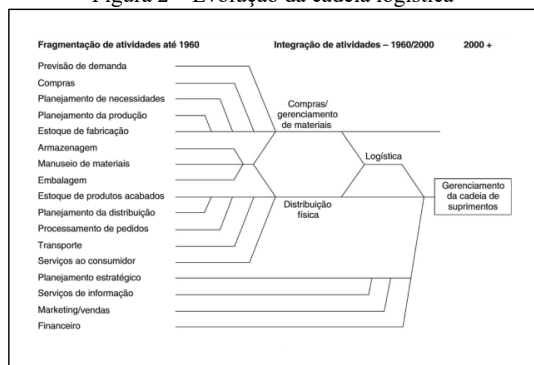 Figura 2 – Evolução da cadeia logística
Fragmentação de atividades até 1960
Integração de atividades – 1960/2000
2000 +
Previsão de demanda
Compras
Planejamento de necessidades
Planejamento da produção
Estoque de fabricação
Armazenagem
Manuseio de materiais
Embalagem
Estoque de produtos acabados
Planejamento da distribuição
Processamento de pedidos
Transporte
Serviços ao consumidor
Planejamento estratégico
Serviços de informação
Marketing/vendas
Financeiro
Compras/
gerenciamento
de materiais
Logística
Distribuição
física
Gerenciamento
da cadeia de
suprimentos